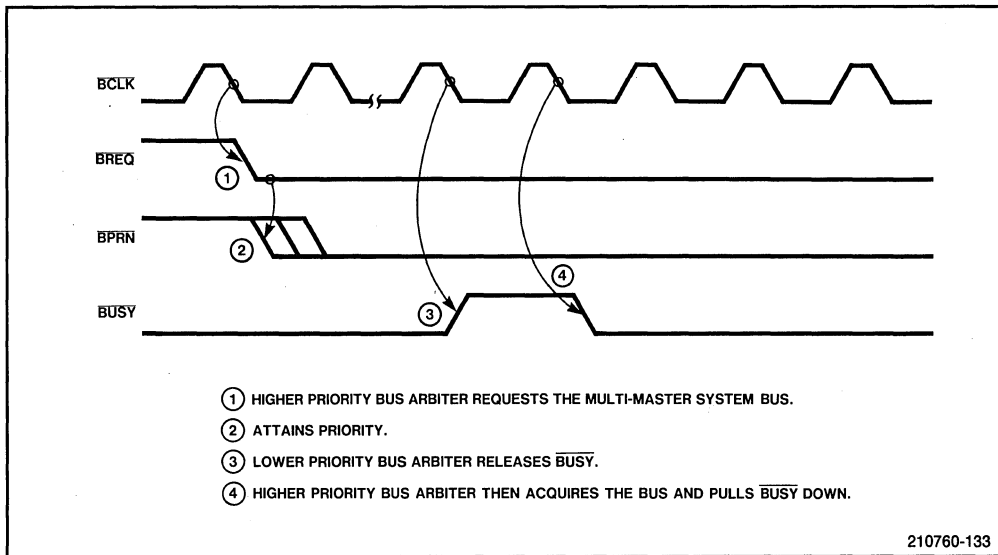 BCLK
BREQ
1
BPRN
2
4
BUSY
3
1 HIGHER PRIORITY BUS ARBITER REQUESTS THE MULTI-MASTER SYSTEM BUS.
2 ATTAINS PRIORITY.
3 LOWER PRIORITY BUS ARBITER RELEASES BUSY.
4 HIGHER PRIORITY BUS ARBITER THEN ACQUIRES THE BUS AND PULLS BUSY DOWN.
210760-133